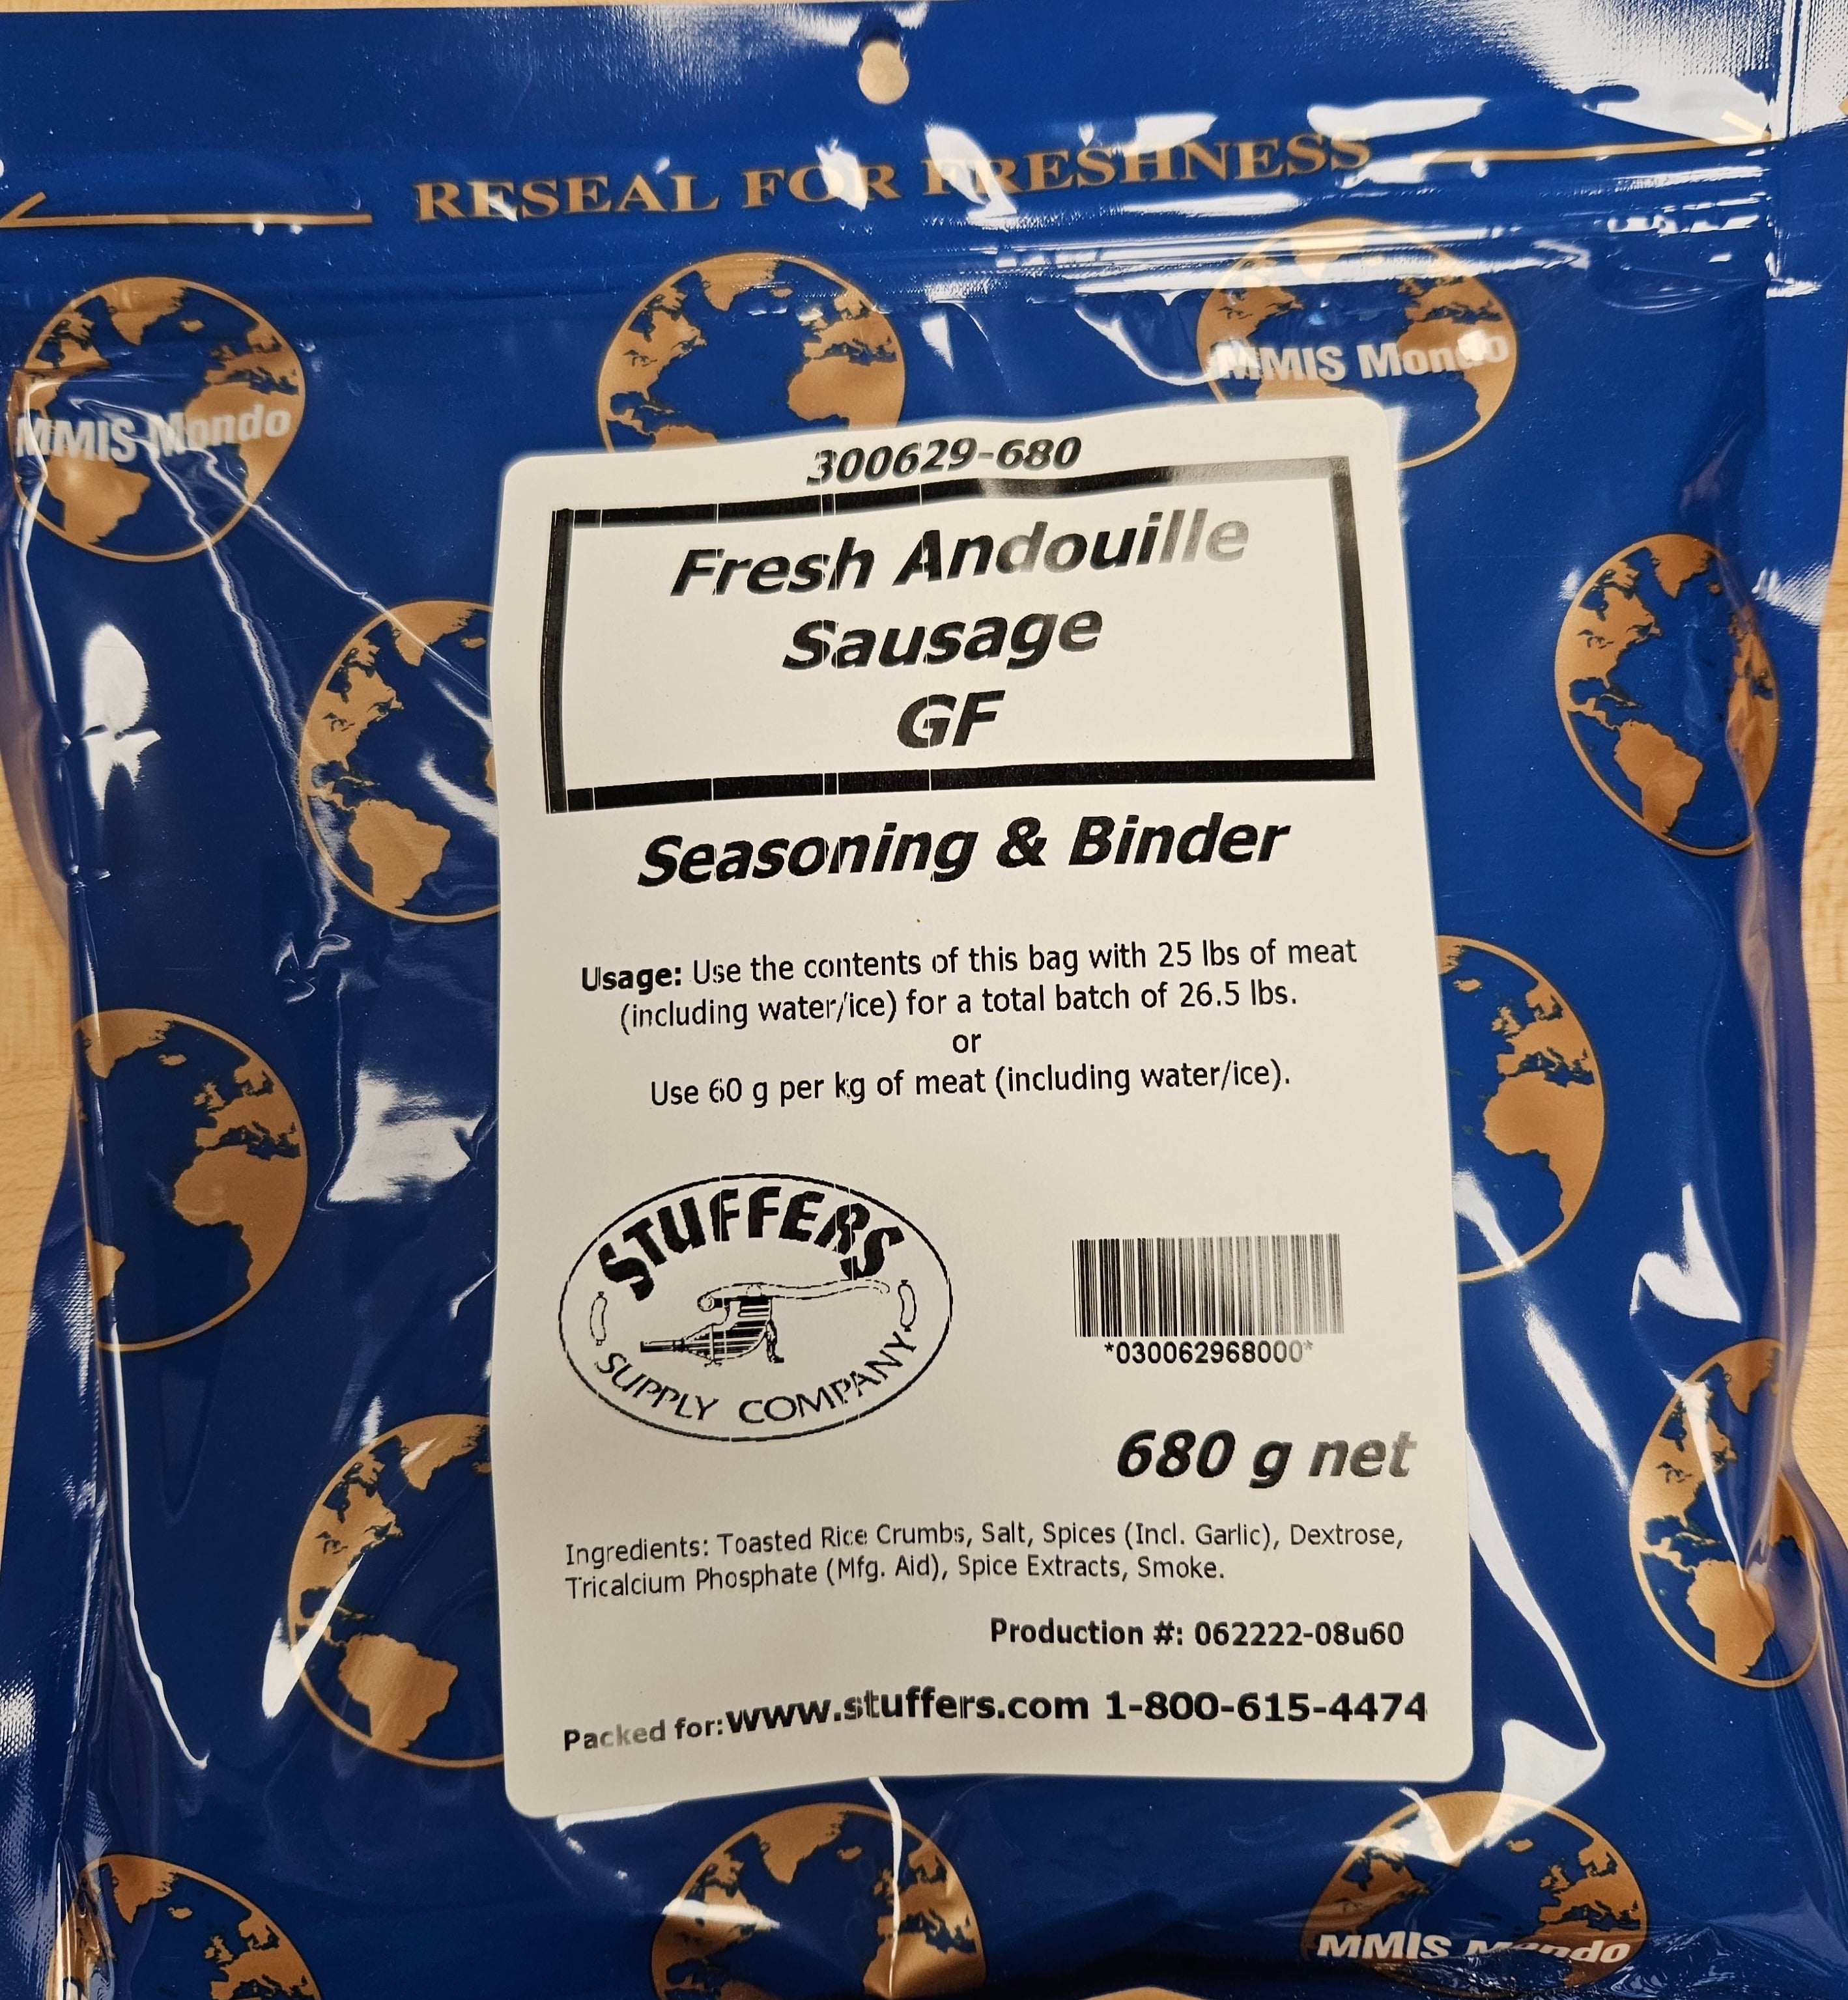 RESEAL FOR FRESHNESS
MMIS Mondo
MMIS Mondo
300629-680
Fresh Andouille
Sausage
GF
Seasoning & Binder
Usage: Use the contents of this bag with 25 lbs of meat
(including water/ice) for a total batch of 26.5 lbs.
or
Use 60 g per kg of meat (including water/ice).
STUFFERS
SUPPLY COMPANY
*030062968000*
680 g net
Ingredients: Toasted Rice Crumbs, Salt, Spices (Incl. Garlic), Dextrose,
Tricalcium Phosphate (Mfg. Aid), Spice Extracts, Smoke.
Production #: 062222-08u60
Packed for:www.stuffers.com 1-800-615-4474
MMIS Mondo